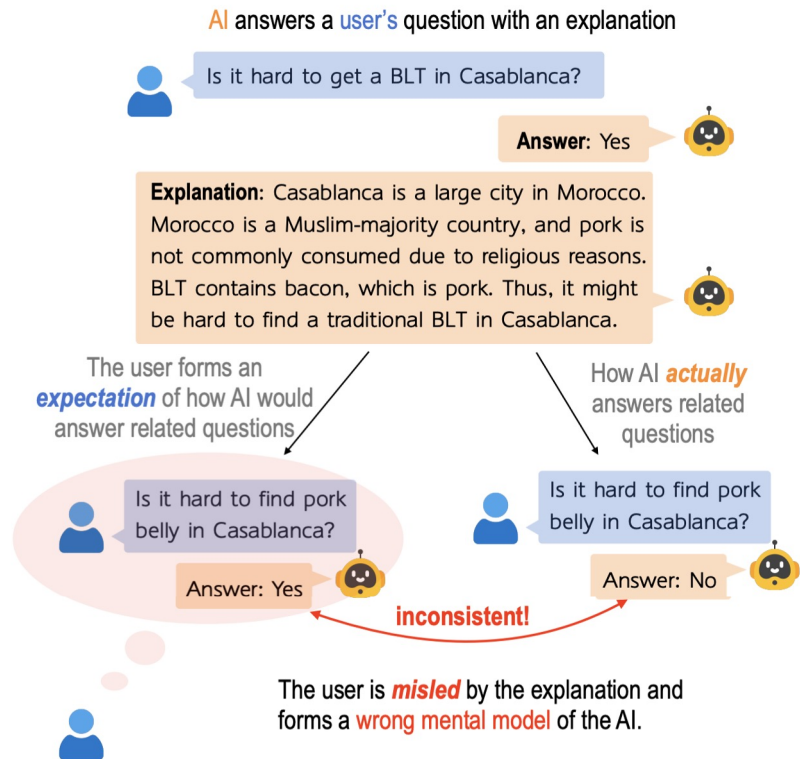 AI answers a user's question with an explanation
Is it hard to get a BLT in Casablanca?
Answer: Yes
Explanation: Casablanca is a large city in Morocco.
Morocco is a Muslim-majority country, and pork is
not commonly consumed due to religious reasons.
BLT contains bacon, which is pork. Thus, it might
be hard to find a traditional BLT in Casablanca.
The user forms an
expectation of how AI would
answer related questions
How AI actually
answers related
questions
Is it hard to find pork
belly in Casablanca?
Answer: Yes
Is it hard to find pork
belly in Casablanca?
Answer: No
inconsistent!
The user is misled by the explanation and
forms a wrong mental model of the AI.